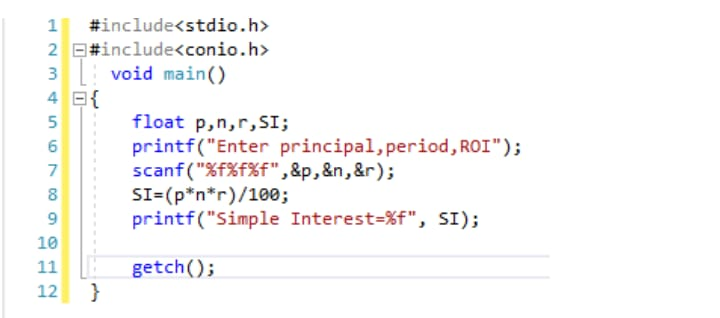 1 #include<stdio.h>
2 #include<conio.h>
3 void main()
4 {
5 float p,n,r,SI;
6 printf("Enter principal,period,ROI");
7 scanf("%f%f%f",&p,&n,&r);
8 SI=(p*n*r)/100;
9 printf("Simple Interest=%f", SI);
10
11 getch();
12 }